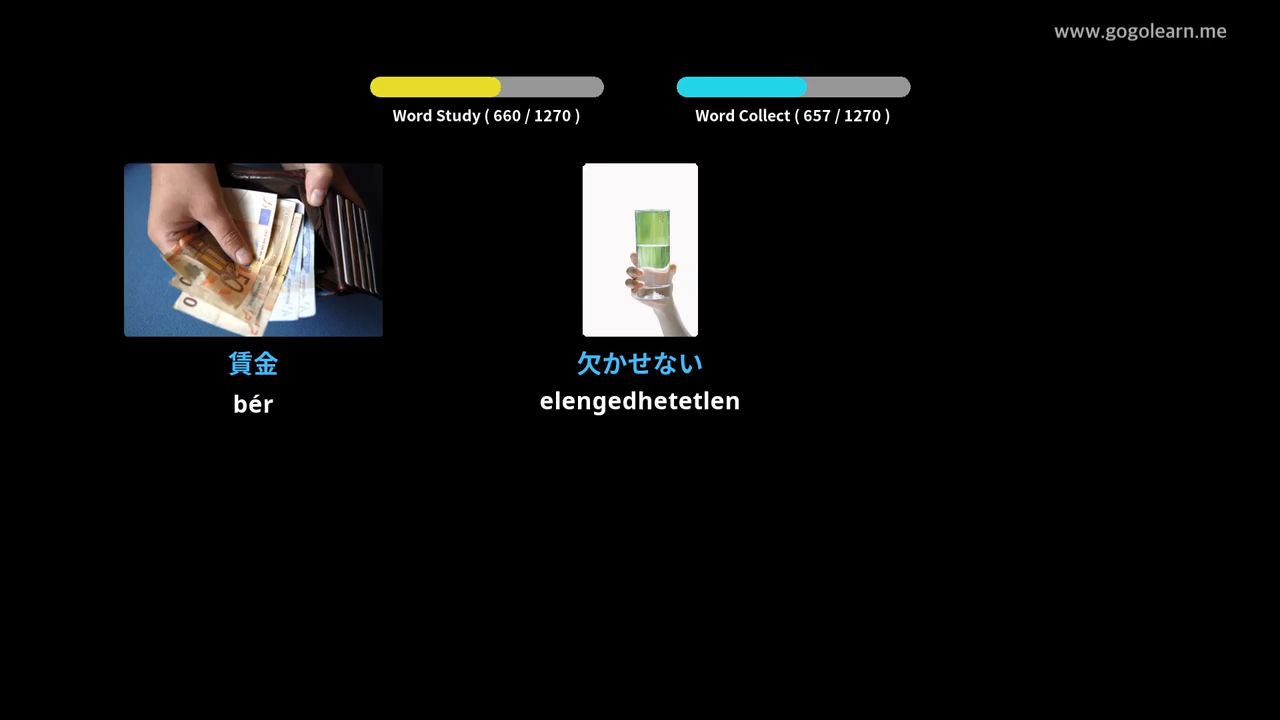 www.gogolearn.me
Word Study ( 660 / 1270 )
Word Collect ( 657 / 1270 )
賃金
bér
欠かせない
elengedhetetlen